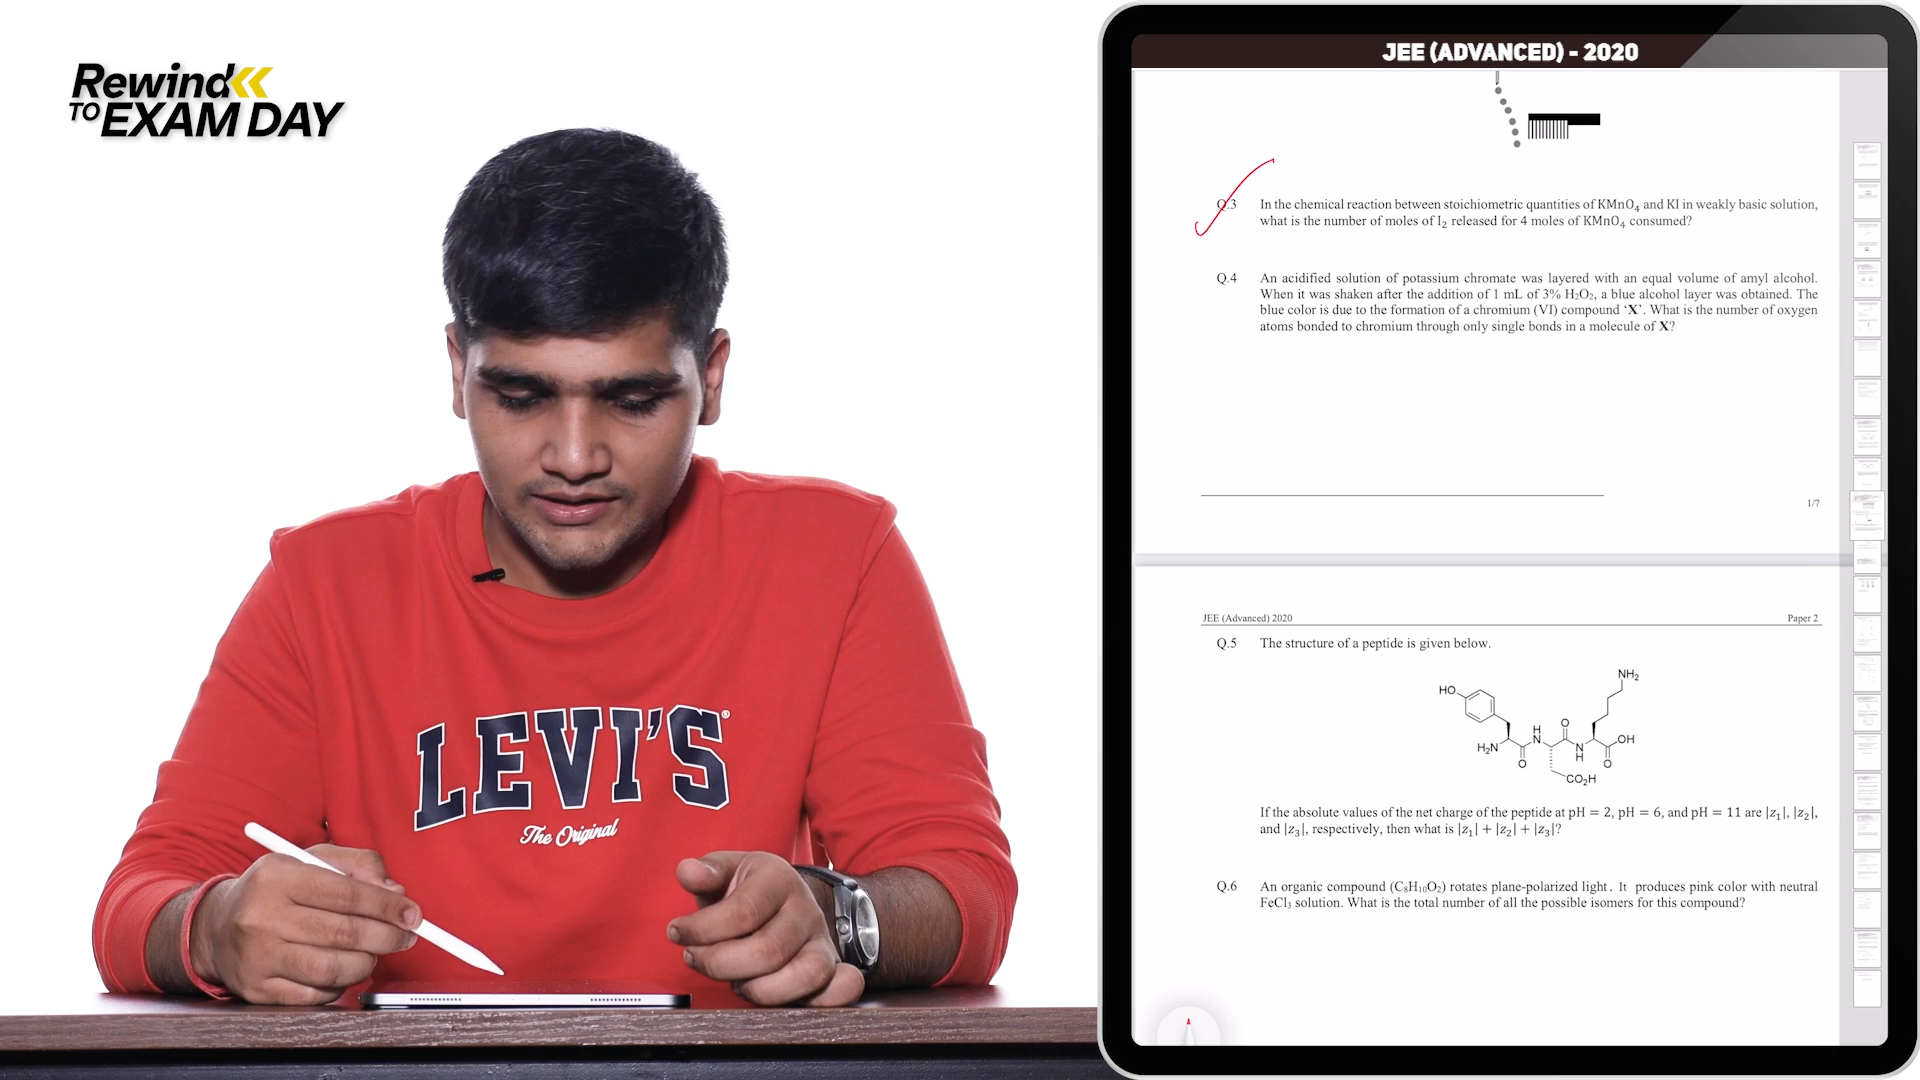 Rewind
TO EXAM DAY
LEVI'S®
The Original
JEE (ADVANCED) - 2020
Q.3 In the chemical reaction between stoichiometric quantities of KMnO₄ and KI in weakly basic solution,
what is the number of moles of I₂ released for 4 moles of KMnO₄ consumed?
Q.4 An acidified solution of potassium chromate was layered with an equal volume of amyl alcohol.
When it was shaken after the addition of 1 mL of 3% H₂O₂, a blue alcohol layer was obtained. The
blue color is due to the formation of a chromium (VI) compound ‘X’. What is the number of oxygen
atoms bonded to chromium through only single bonds in a molecule of X?
1/7
JEE (Advanced) 2020 Paper 2
Q.5 The structure of a peptide is given below.
NH₂
HO
H₂N
O
H
N
O
N
H
O
OH
CO₂H
If the absolute values of the net charge of the peptide at pH = 2, pH = 6, and pH = 11 are |z₁|, |z₂|,
and |z₃|, respectively, then what is |z₁| + |z₂| + |z₃|?
Q.6 An organic compound (C₈H₁₀O₂) rotates plane-polarized light. It produces pink color with neutral
FeCl₃ solution. What is the total number of all the possible isomers for this compound?